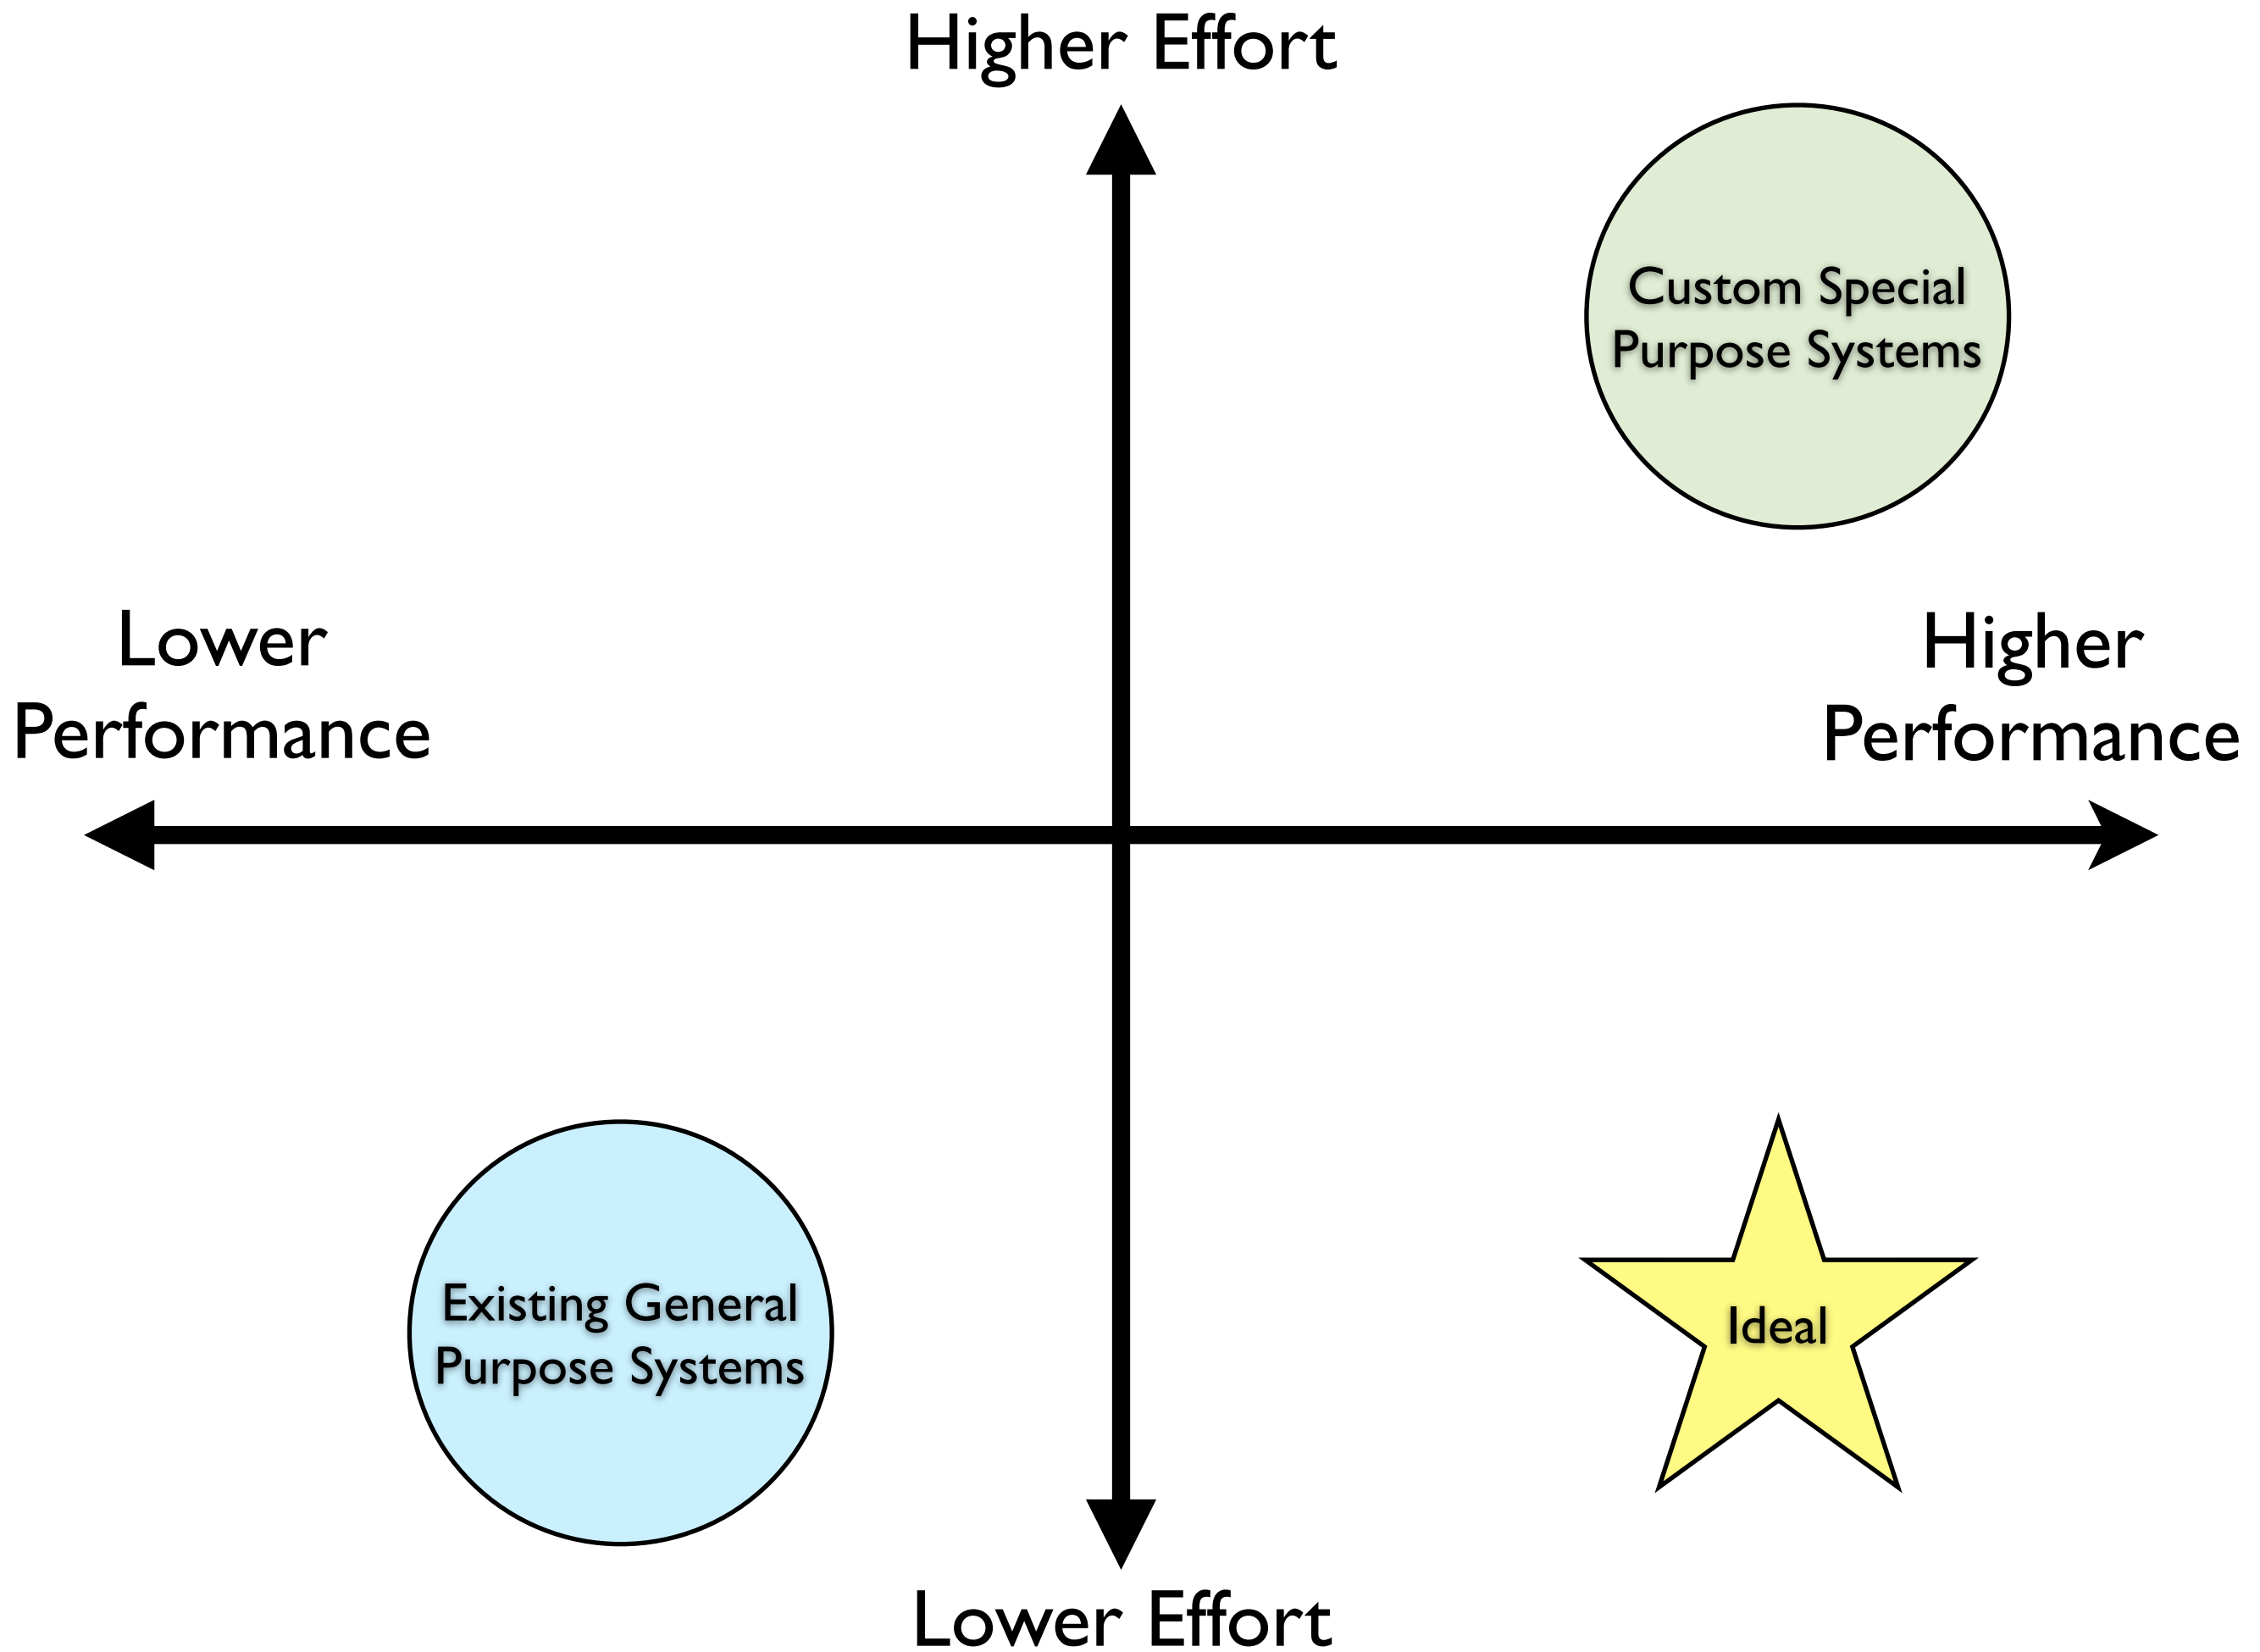 Higher Effort
Custom Special
Purpose Systems
Lower
Performance
Higher
Performance
Existing General
Purpose Systems
Ideal
Lower Effort